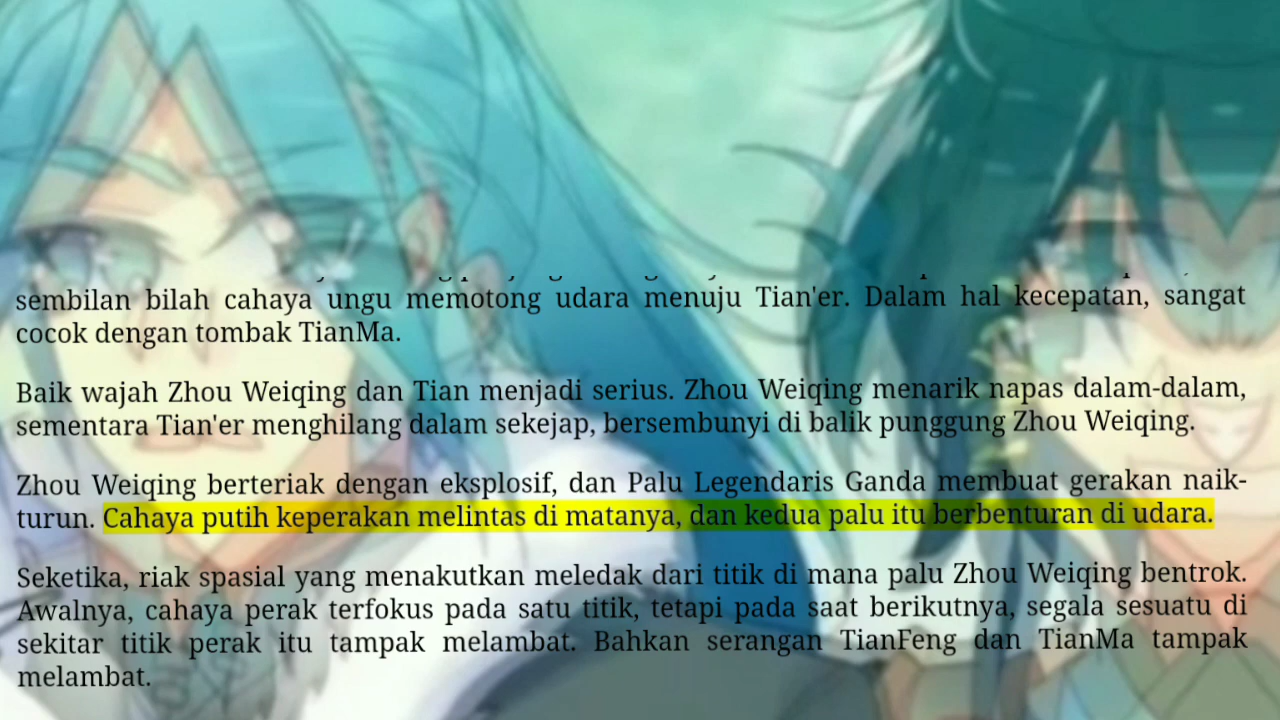 sembilan bilah cahaya ungu memotong udara menuju Tian'er. Dalam hal kecepatan, sangat
cocok dengan tombak TianMa.
Baik wajah Zhou Weiqing dan Tian menjadi serius. Zhou Weiqing menarik napas dalam-dalam,
sementara Tian'er menghilang dalam sekejap, bersembunyi di balik punggung Zhou Weiqing.
Zhou Weiqing berteriak dengan eksplosif, dan Palu Legendaris Ganda membuat gerakan naik-
turun. Cahaya putih keperakan melintas di matanya, dan kedua palu itu berbenturan di udara.
Seketika, riak spasial yang menakutkan meledak dari titik di mana palu Zhou Weiqing bentrok.
Awalnya, cahaya perak terfokus pada satu titik, tetapi pada saat berikutnya, segala sesuatu di
sekitar titik perak itu tampak melambat. Bahkan serangan TianFeng dan TianMa tampak
melambat.